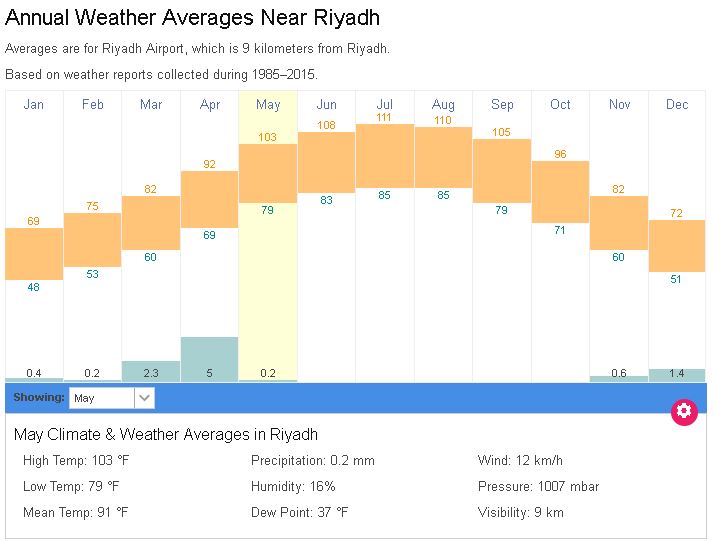 Annual Weather Averages Near Riyadh
Averages are for Riyadh Airport, which is 9 kilometers from Riyadh.
Based on weather reports collected during 1985–2015.
Jan Feb Mar Apr May Jun Jul Aug Sep Oct Nov Dec
69 75 82 92 103 108 111 110 105 96 82 72
48 53 60 69 79 83 85 85 79 71 60 51
0.4 0.2 2.3 5 0.2 0.6 1.4
Showing: May
May Climate & Weather Averages in Riyadh
High Temp: 103 °F Precipitation: 0.2 mm Wind: 12 km/h
Low Temp: 79 °F Humidity: 16% Pressure: 1007 mbar
Mean Temp: 91 °F Dew Point: 37 °F Visibility: 9 km